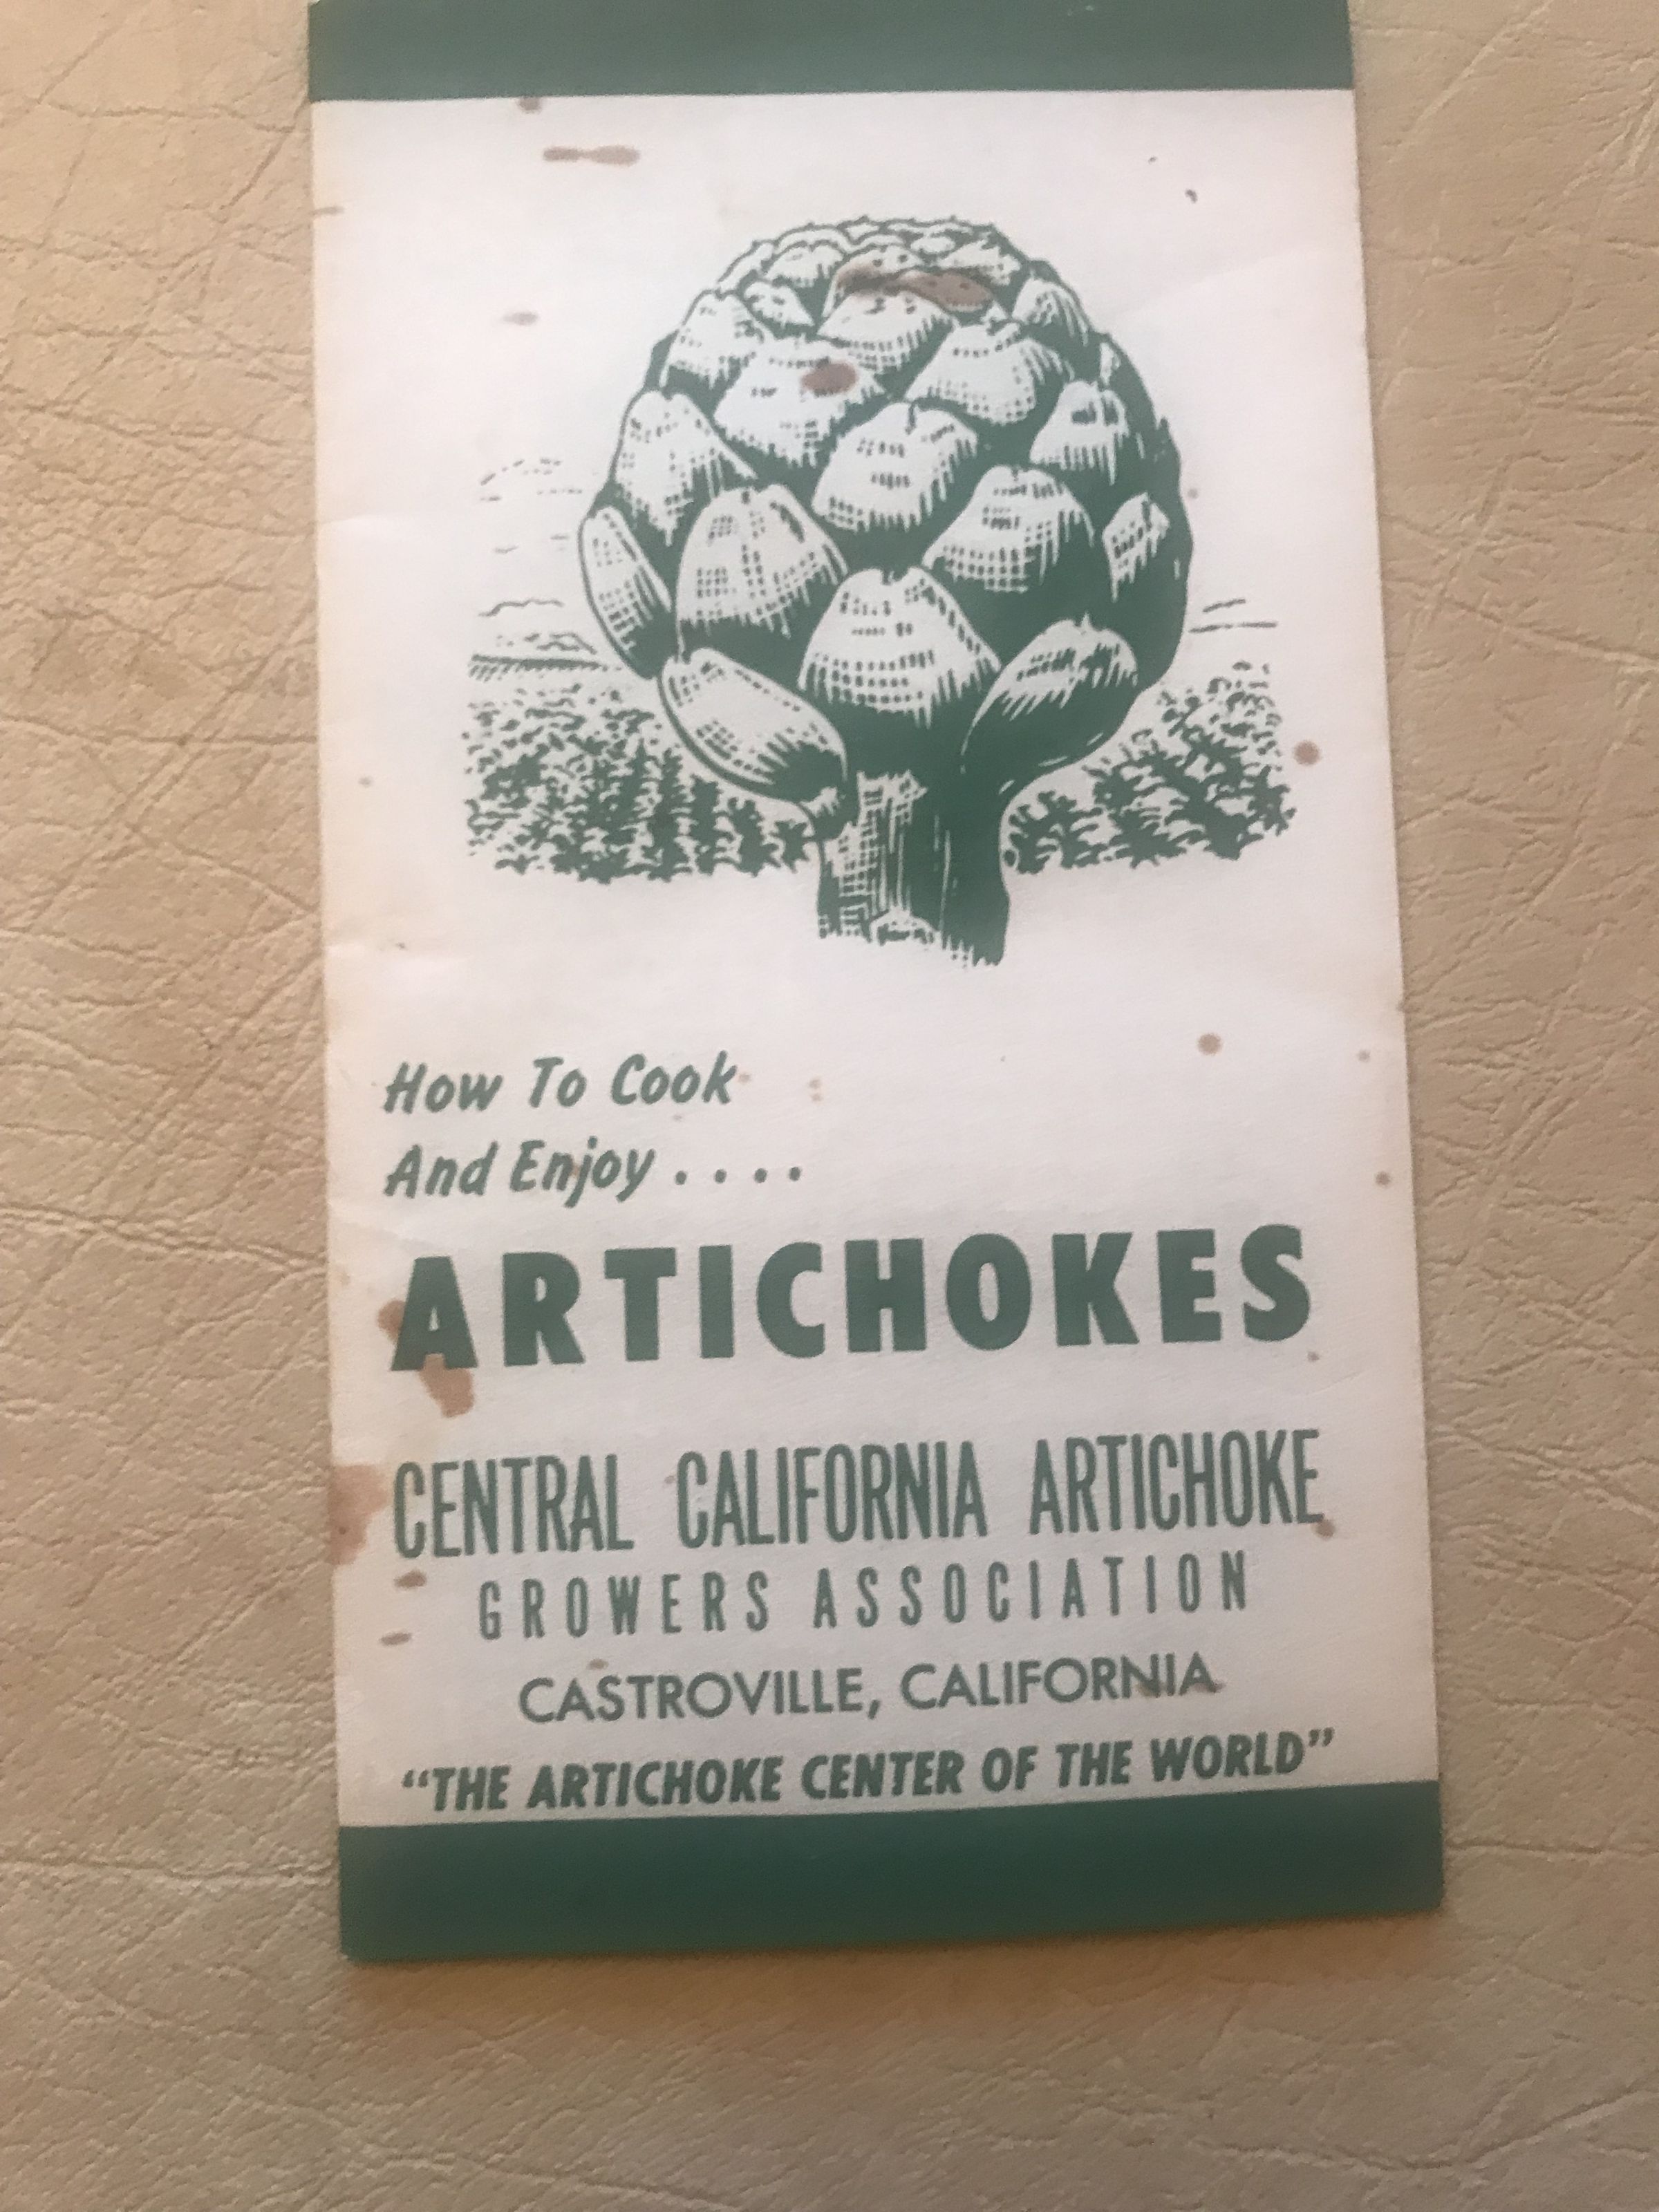 How To Cook
And Enjoy . . . .
ARTICHOKES
CENTRAL CALIFORNIA ARTICHOKE
GROWERS ASSOCIATION
CASTROVILLE, CALIFORNIA
“THE ARTICHOKE CENTER OF THE WORLD”